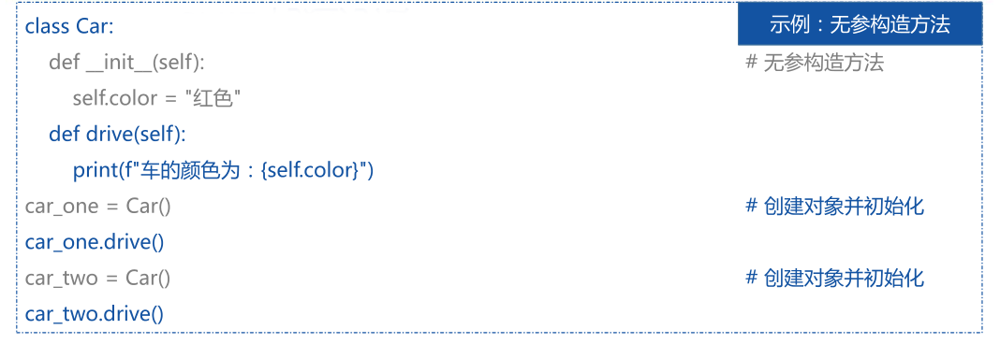 示例：无参构造方法
class Car:
    def __init__(self): # 无参构造方法
        self.color = "红色"
    def drive(self):
        print(f"车的颜色为：{self.color}")
car_one = Car() # 创建对象并初始化
car_one.drive()
car_two = Car() # 创建对象并初始化
car_two.drive()